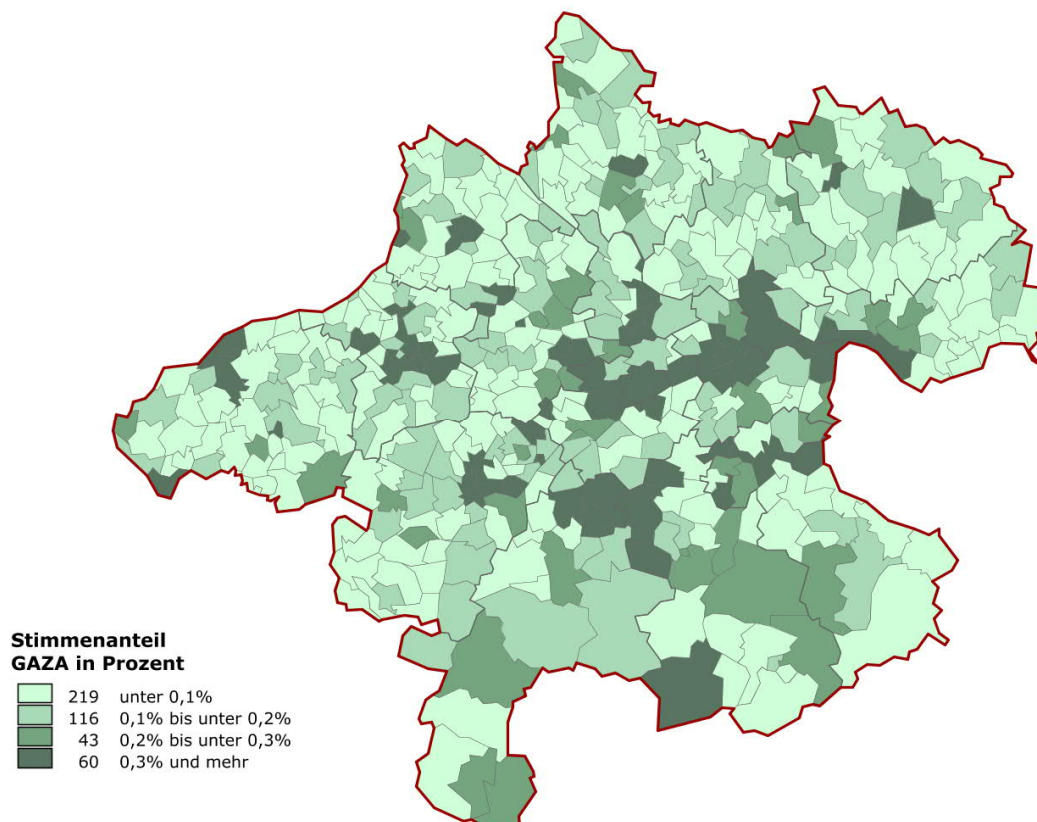 Stimmenanteil
GAZA in Prozent
219 unter 0,1%
116 0,1% bis unter 0,2%
43 0,2% bis unter 0,3%
60 0,3% und mehr